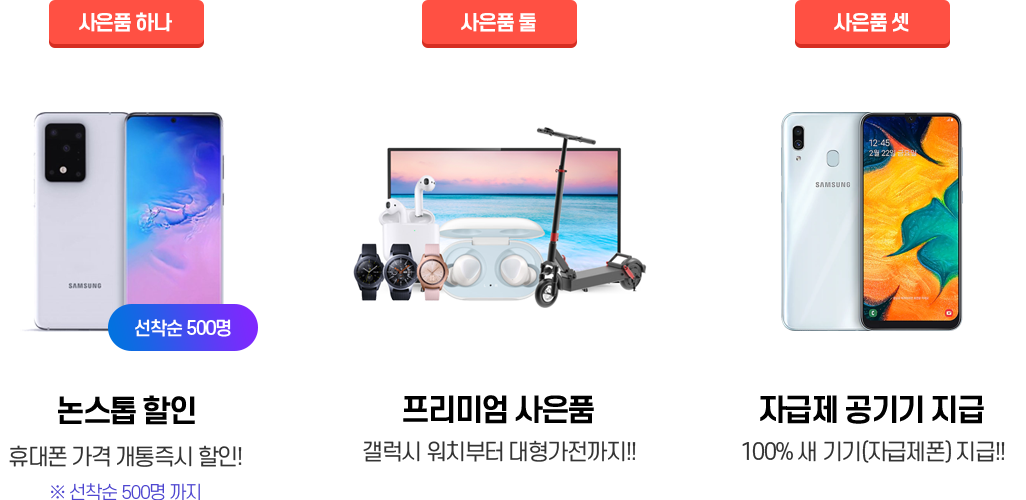 사은품 하나
사은품 둘
사은품 셋
SAMSUNG
선착순 500명
SAMSUNG
12:45
2월 22일 금요일
논스톱 할인
휴대폰 가격 개통즉시 할인!
※ 선착순 500명 까지
프리미엄 사은품
갤럭시 워치부터 대형가전까지!!
자급제 공기기 지급
100% 새 기기(자급제폰) 지급!!